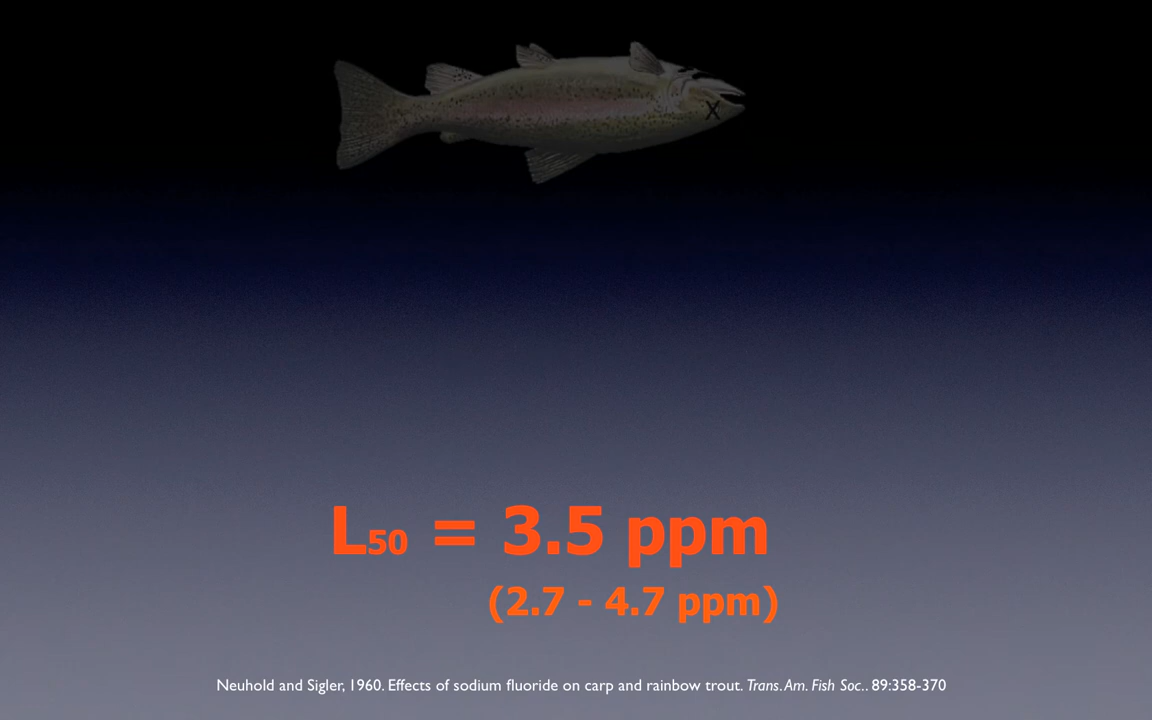 X
L50 = 3.5 ppm
(2.7 - 4.7 ppm)
Neuhold and Sigler, 1960. Effects of sodium fluoride on carp and rainbow trout. Trans. Am. Fish Soc.. 89:358-370